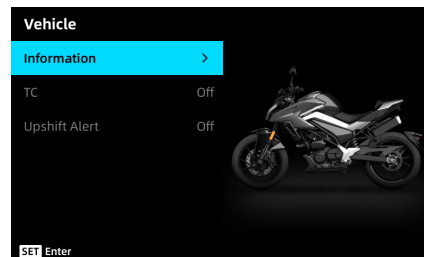 Vehicle
Information >
TC Off
Upshift Alert Off
SET Enter